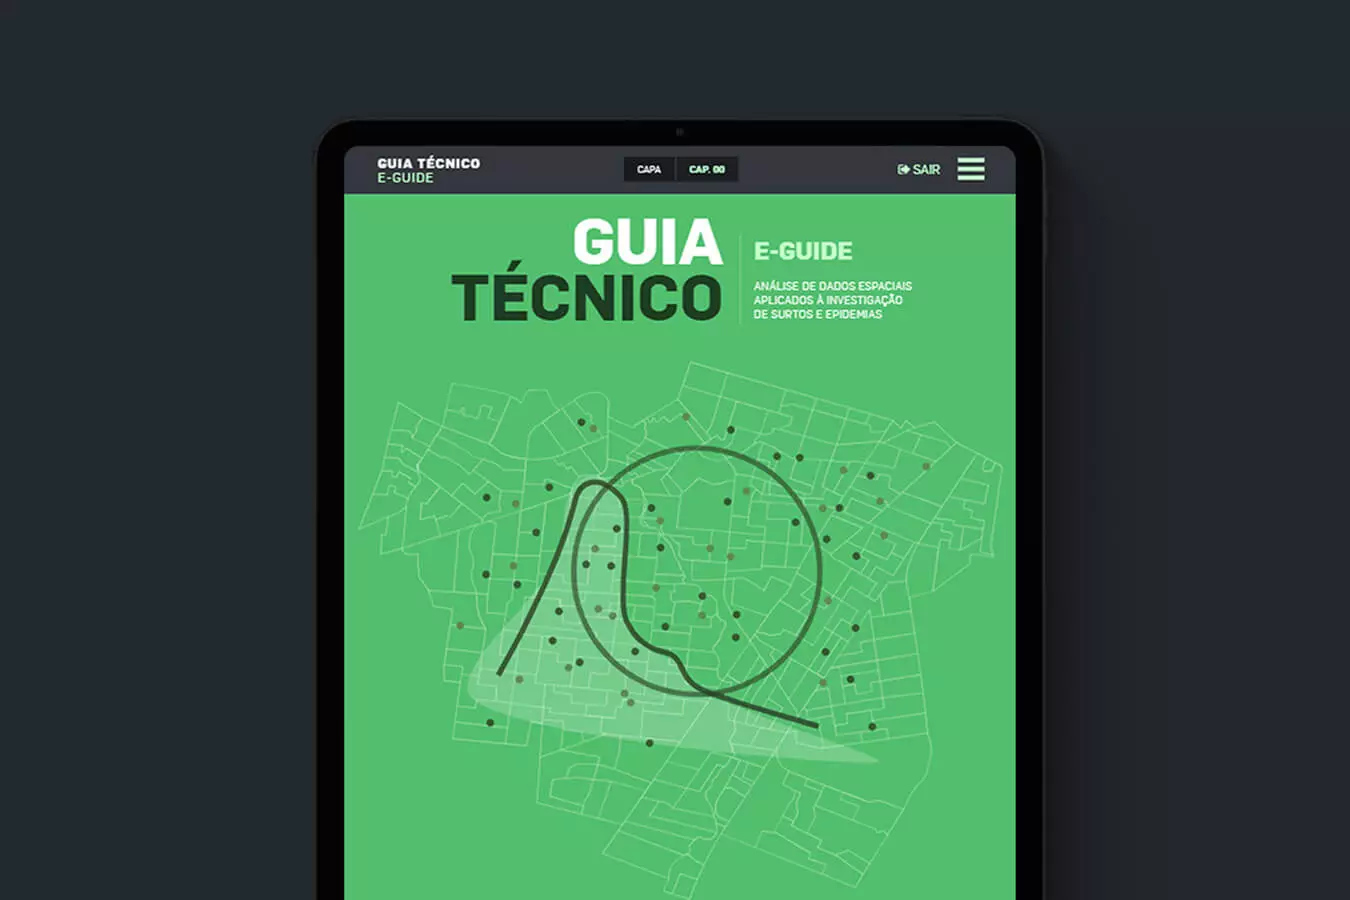 GUIA TÉCNICO
E-GUIDE
CAPA
CAP. 00
SAIR
GUIA
TÉCNICO
E-GUIDE
ANÁLISE DE DADOS ESPACIAIS
APLICADOS À INVESTIGAÇÃO
DE SURTOS E EPIDEMIAS